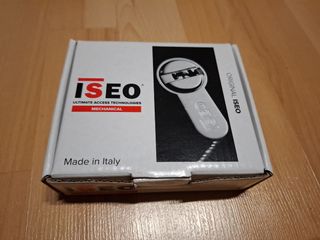 ISEO
ULTIMATE ACCESS TECHNOLOGIES
MECHANICAL
ORIGINAL ISEO
Made in Italy